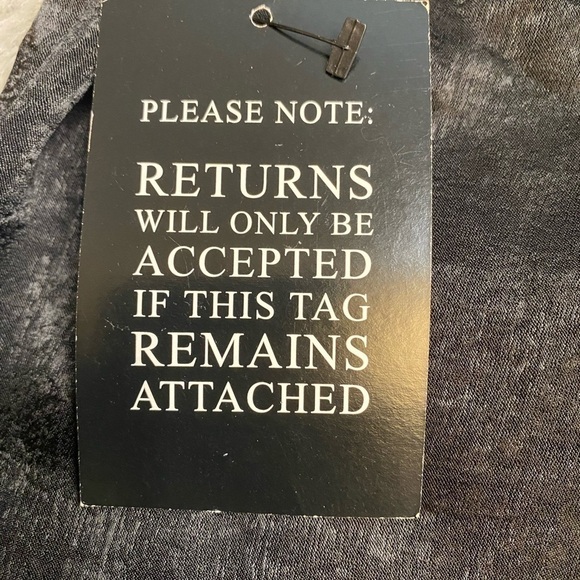 PLEASE NOTE:
RETURNS
WILL ONLY BE
ACCEPTED
IF THIS TAG
REMAINS
ATTACHED